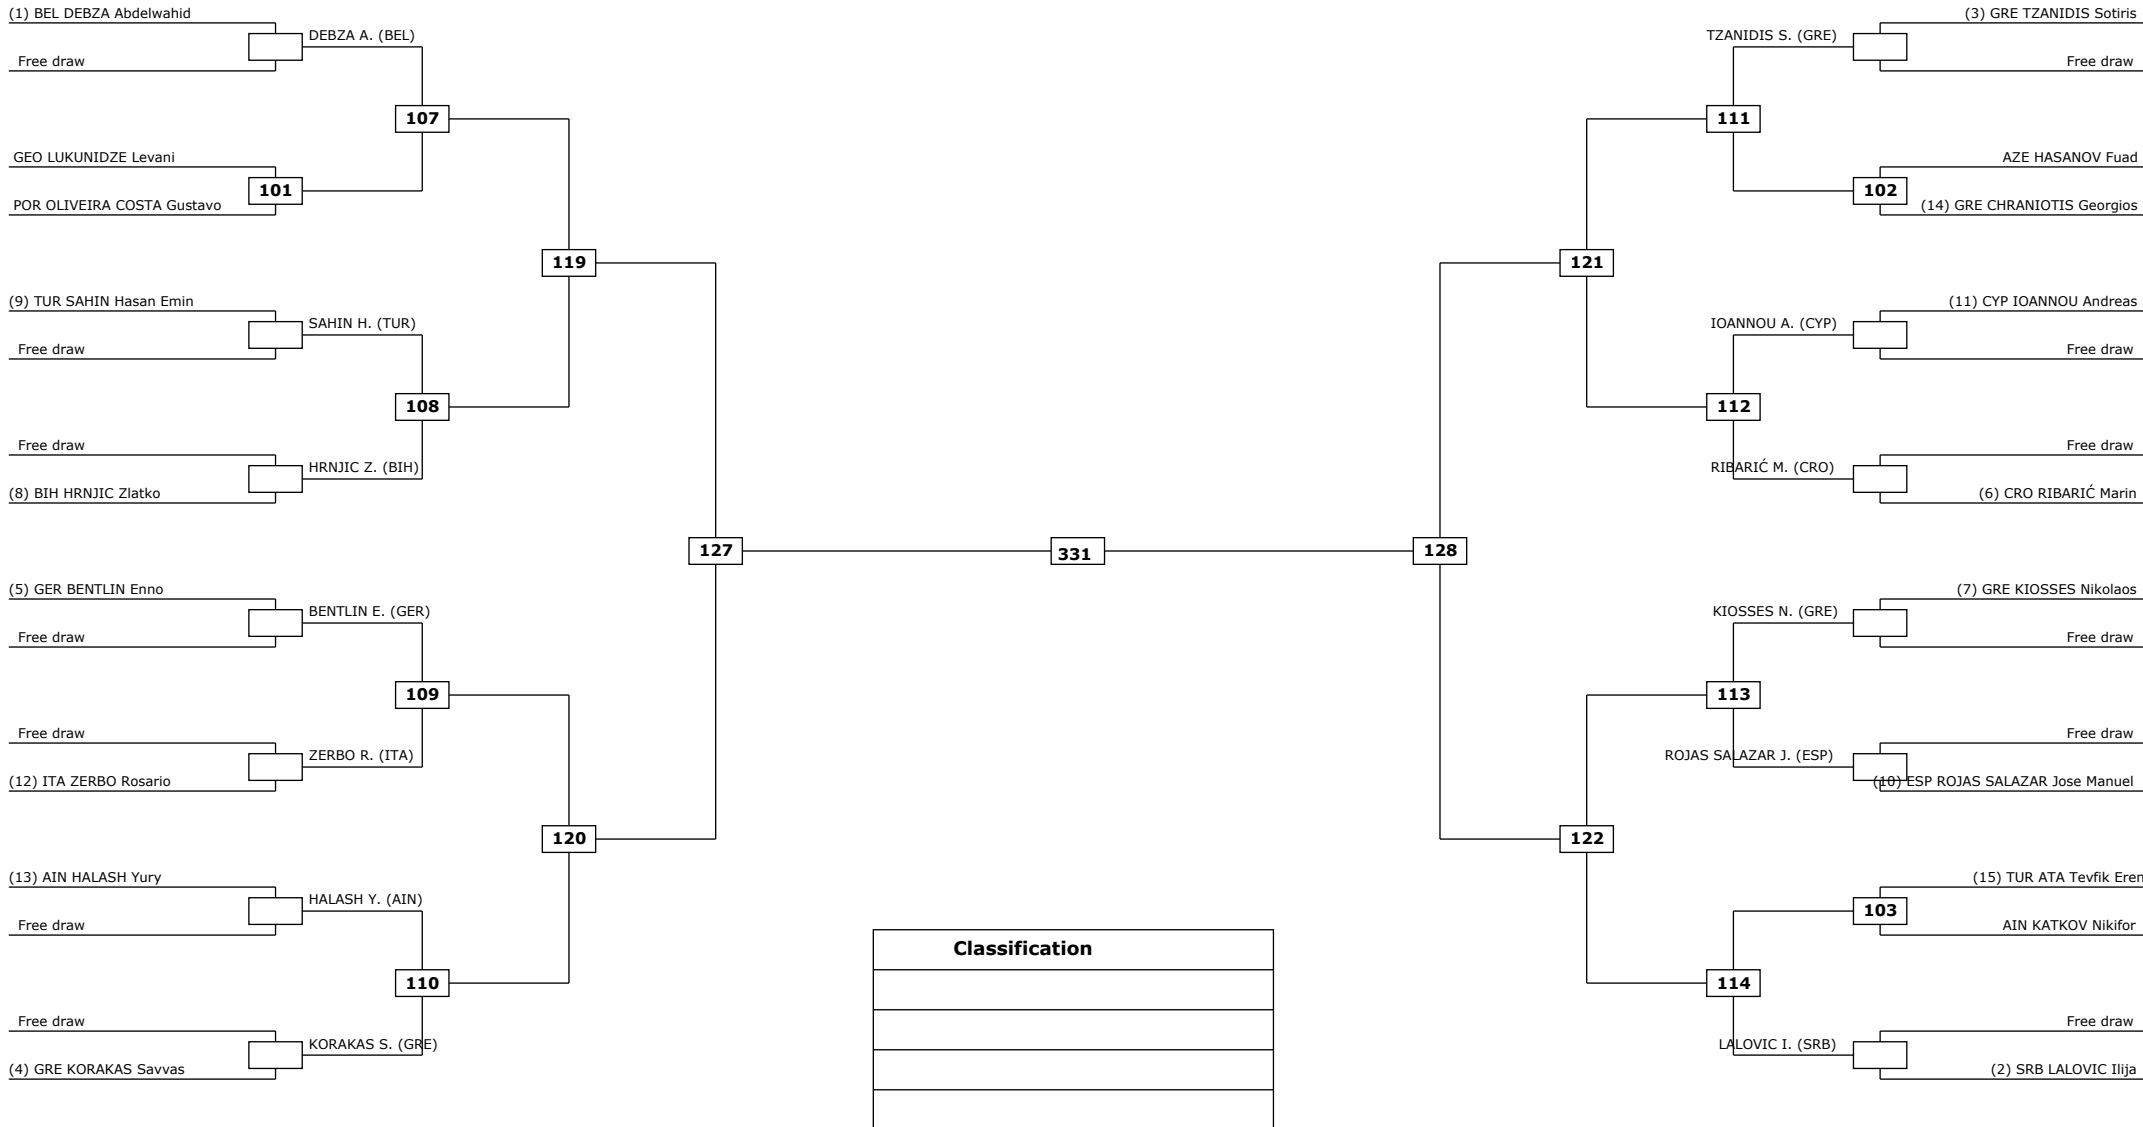 (1) BEL DEBZA Abdelwahid
DEBZA A. (BEL)
Free draw
107
GEO LUKUNIDZE Levani
101
POR OLIVEIRA COSTA Gustavo
119
(9) TUR SAHIN Hasan Emin
SAHIN H. (TUR)
Free draw
108
Free draw
HRNJIC Z. (BIH)
(8) BIH HRNJIC Zlatko
127
(5) GER BENTLIN Enno
BENTLIN E. (GER)
Free draw
109
Free draw
ZERBO R. (ITA)
(12) ITA ZERBO Rosario
120
(13) AIN HALASH Yury
HALASH Y. (AIN)
Free draw
110
Free draw
KORAKAS S. (GRE)
(4) GRE KORAKAS Savvas
331
(3) GRE TZANIDIS Sotiris
TZANIDIS S. (GRE)
Free draw
111
AZE HASANOV Fuad
102
(14) GRE CHRANIOTIS Georgios
121
(11) CYP IOANNOU Andreas
IOANNOU A. (CYP)
Free draw
112
Free draw
RIBARIĆ M. (CRO)
(6) CRO RIBARIĆ Marin
128
(7) GRE KIOSSES Nikolaos
KIOSSES N. (GRE)
Free draw
113
Free draw
ROJAS SALAZAR J. (ESP)
(10) ESP ROJAS SALAZAR Jose Manuel
122
(15) TUR ATA Tevfik Eren
103
AIN KATKOV Nikifor
114
Free draw
LALOVIC I. (SRB)
(2) SRB LALOVIC Ilija
Classification